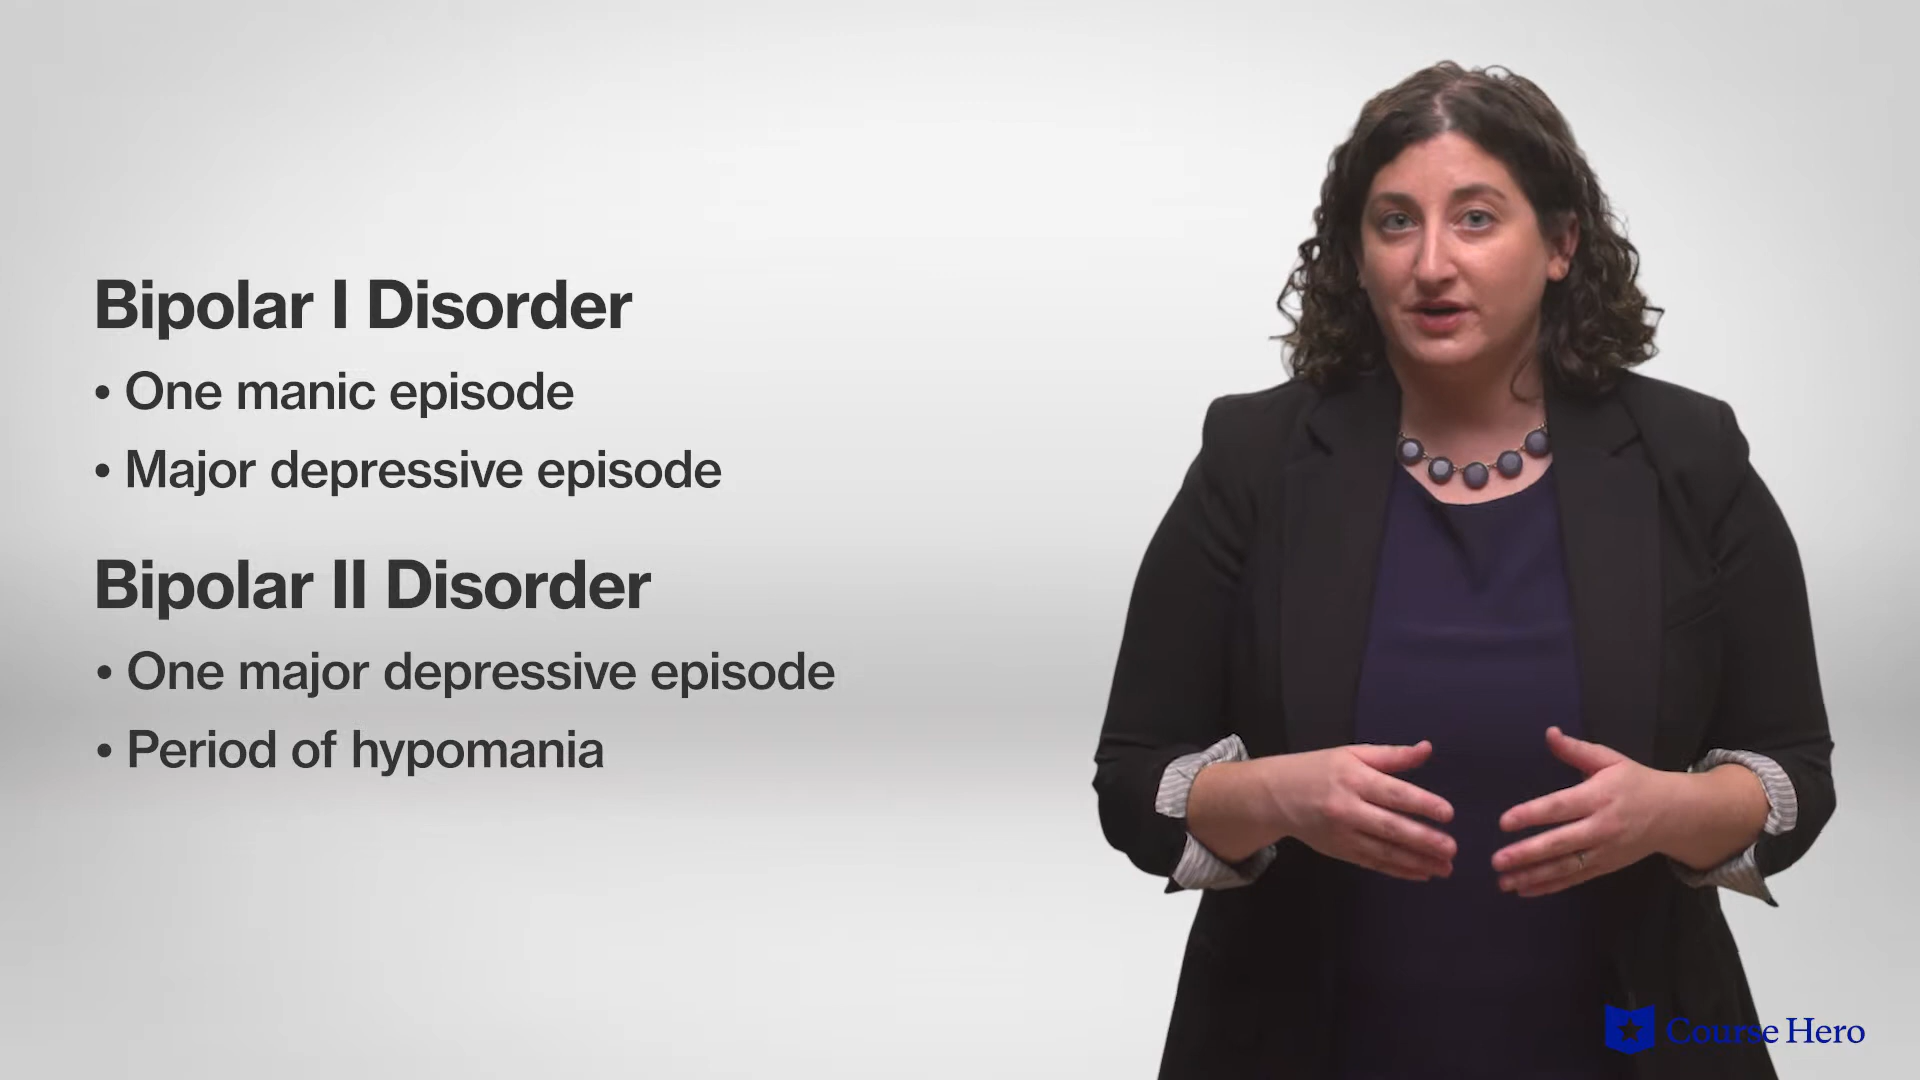 Bipolar I Disorder
• One manic episode
• Major depressive episode
Bipolar II Disorder
• One major depressive episode
• Period of hypomania
Course Hero